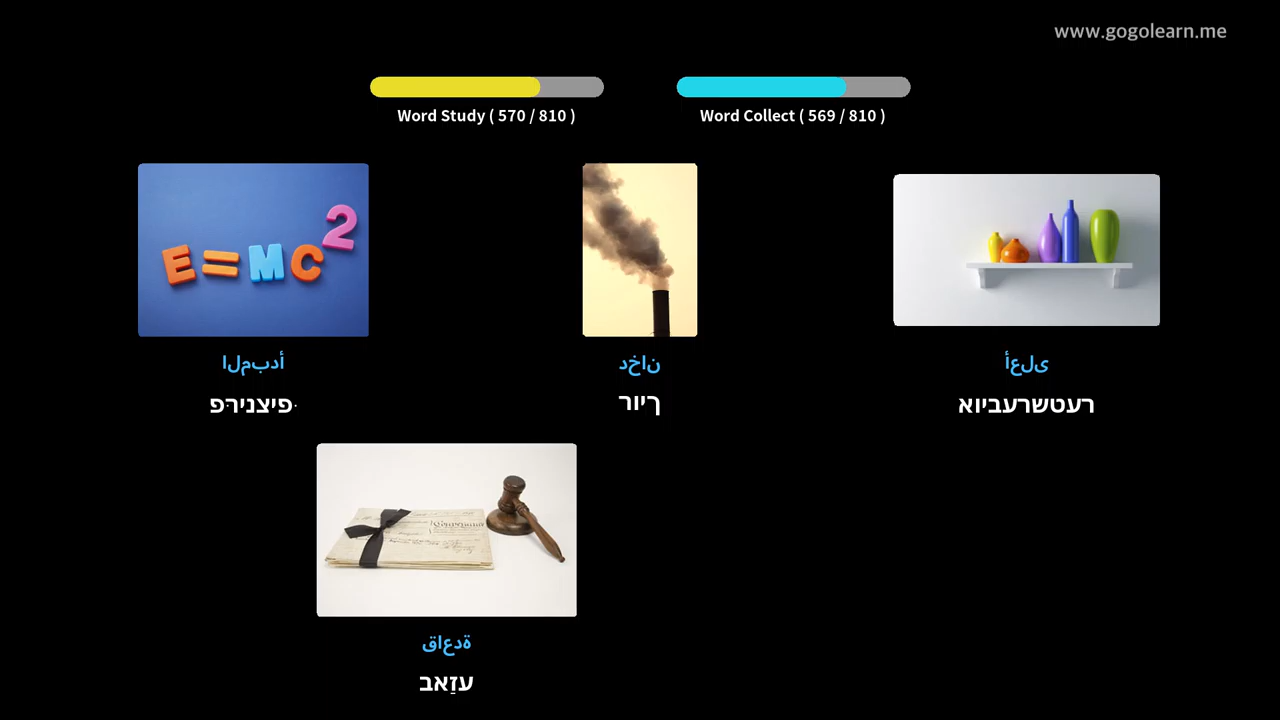 www.gogolearn.me
Word Study ( 570 / 810 )
Word Collect ( 569 / 810 )
E=MC2
المبدأ
דخان
أعلى
פּרינציפּ
רויך
אויבערשטער
قاعدة
באַזע